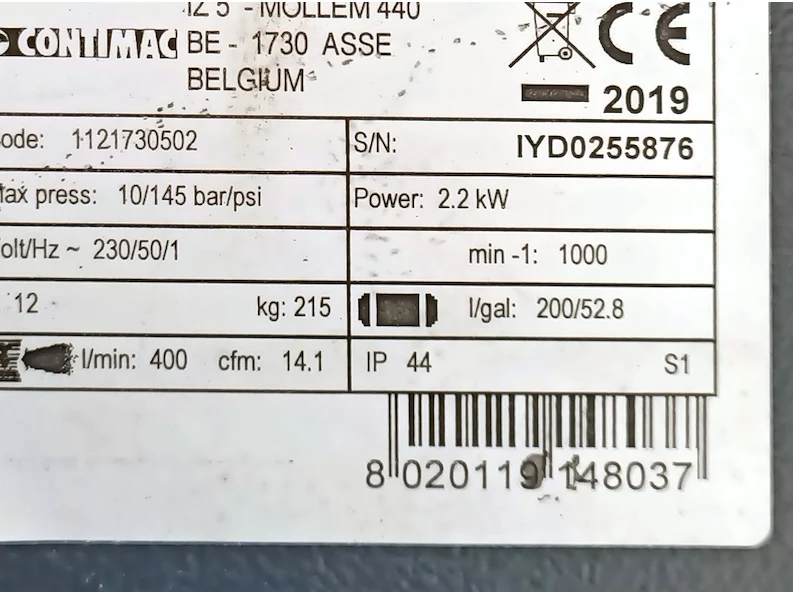 IZ 5 - MOLLEM 440
CONTIMAC BE - 1730 ASSE
BELGIUM
CE
2019
ode: 1121730502 S/N: IYD0255876
ax press: 10/145 bar/psi Power: 2.2 kW
olt/Hz ~ 230/50/1 min -1: 1000
12 kg: 215 l/gal: 200/52.8
l/min: 400 cfm: 14.1 IP 44 S1
8 020119 148037